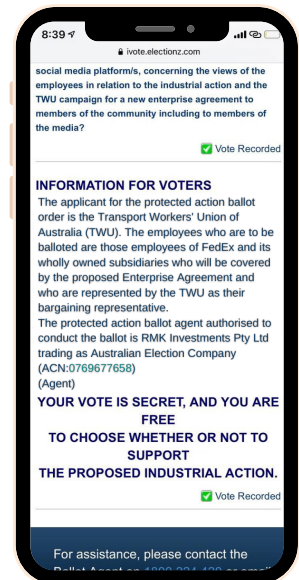 8:39
ivote.electionz.com
social media platform/s, concerning the views of the
employees in relation to the industrial action and the
TWU campaign for a new enterprise agreement to
members of the community including to members of
the media?
Vote Recorded
INFORMATION FOR VOTERS
The applicant for the protected action ballot
order is the Transport Workers' Union of
Australia (TWU). The employees who are to be
balloted are those employees of FedEx and its
wholly owned subsidiaries who will be covered
by the proposed Enterprise Agreement and
who are represented by the TWU as their
bargaining representative.
The protected action ballot agent authorised to
conduct the ballot is RMK Investments Pty Ltd
trading as Australian Election Company
(ACN:0769677658)
(Agent)
YOUR VOTE IS SECRET, AND YOU ARE
FREE
TO CHOOSE WHETHER OR NOT TO
SUPPORT
THE PROPOSED INDUSTRIAL ACTION.
Vote Recorded
For assistance, please contact the
Ballot Agent on